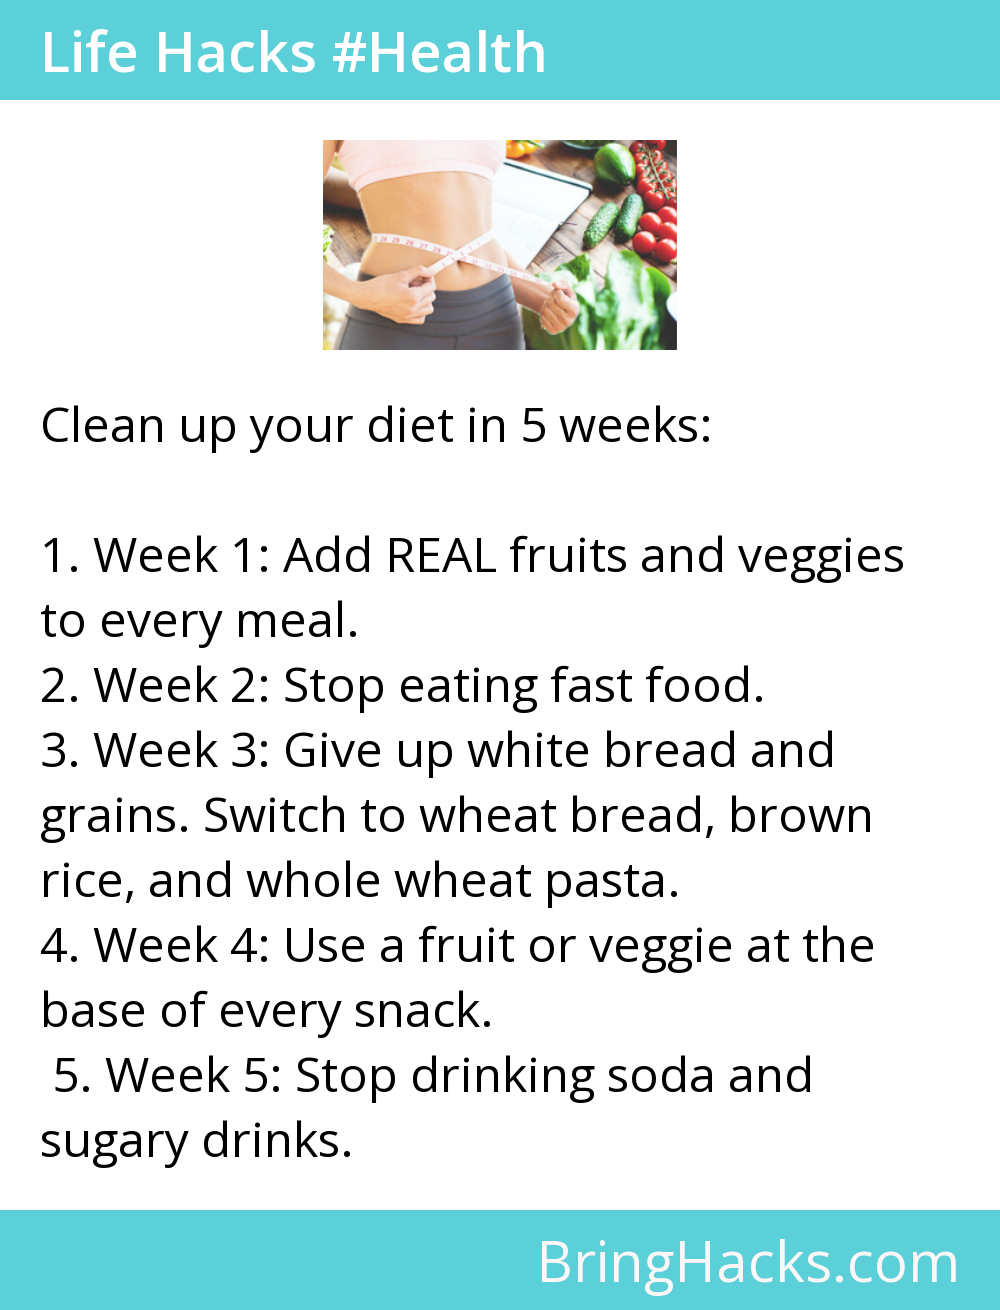 Life Hacks #Health
Clean up your diet in 5 weeks:
1. Week 1: Add REAL fruits and veggies
to every meal.
2. Week 2: Stop eating fast food.
3. Week 3: Give up white bread and
grains. Switch to wheat bread, brown
rice, and whole wheat pasta.
4. Week 4: Use a fruit or veggie at the
base of every snack.
5. Week 5: Stop drinking soda and
sugary drinks.
BringHacks.com